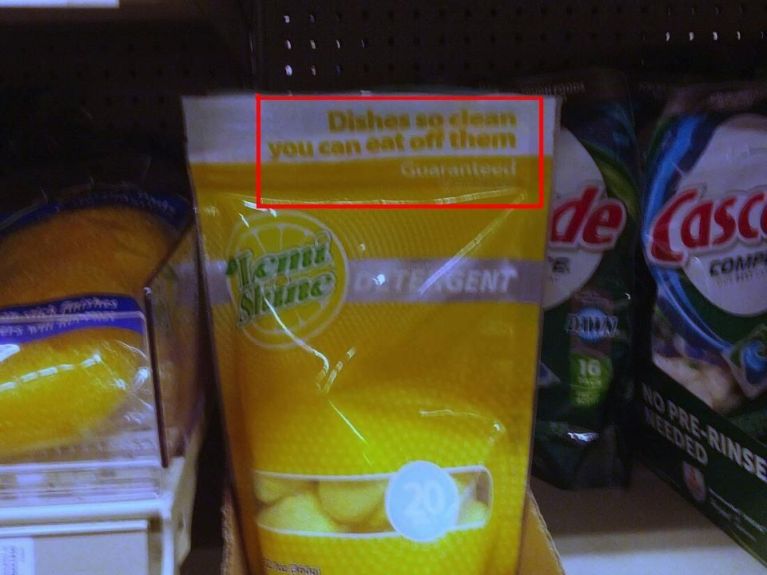 Dishes so clean
you can eat off them
Guaranteed
Lemi
Shine
DETERGENT
20
DAWN
16
Casc
COMP
NO PRE-RINSE
NEEDED